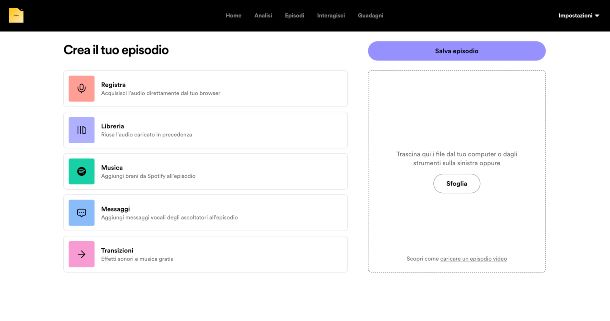 Home Analisi Episodi Interagisci Guadagni Impostazioni
Crea il tuo episodio
Salva episodio
Registra
Acquisisci l'audio direttamente dal tuo browser
Libreria
Riusa l'audio caricato in precedenza
Musica
Aggiungi brani da Spotify all'episodio
Messaggi
Aggiungi messaggi vocali degli ascoltatori all'episodio
Transizioni
Effetti sonori e musica gratis
Trascina qui i file dal tuo computer o dagli
strumenti sulla sinistra oppure
Sfoglia
Scopri come caricare un episodio video